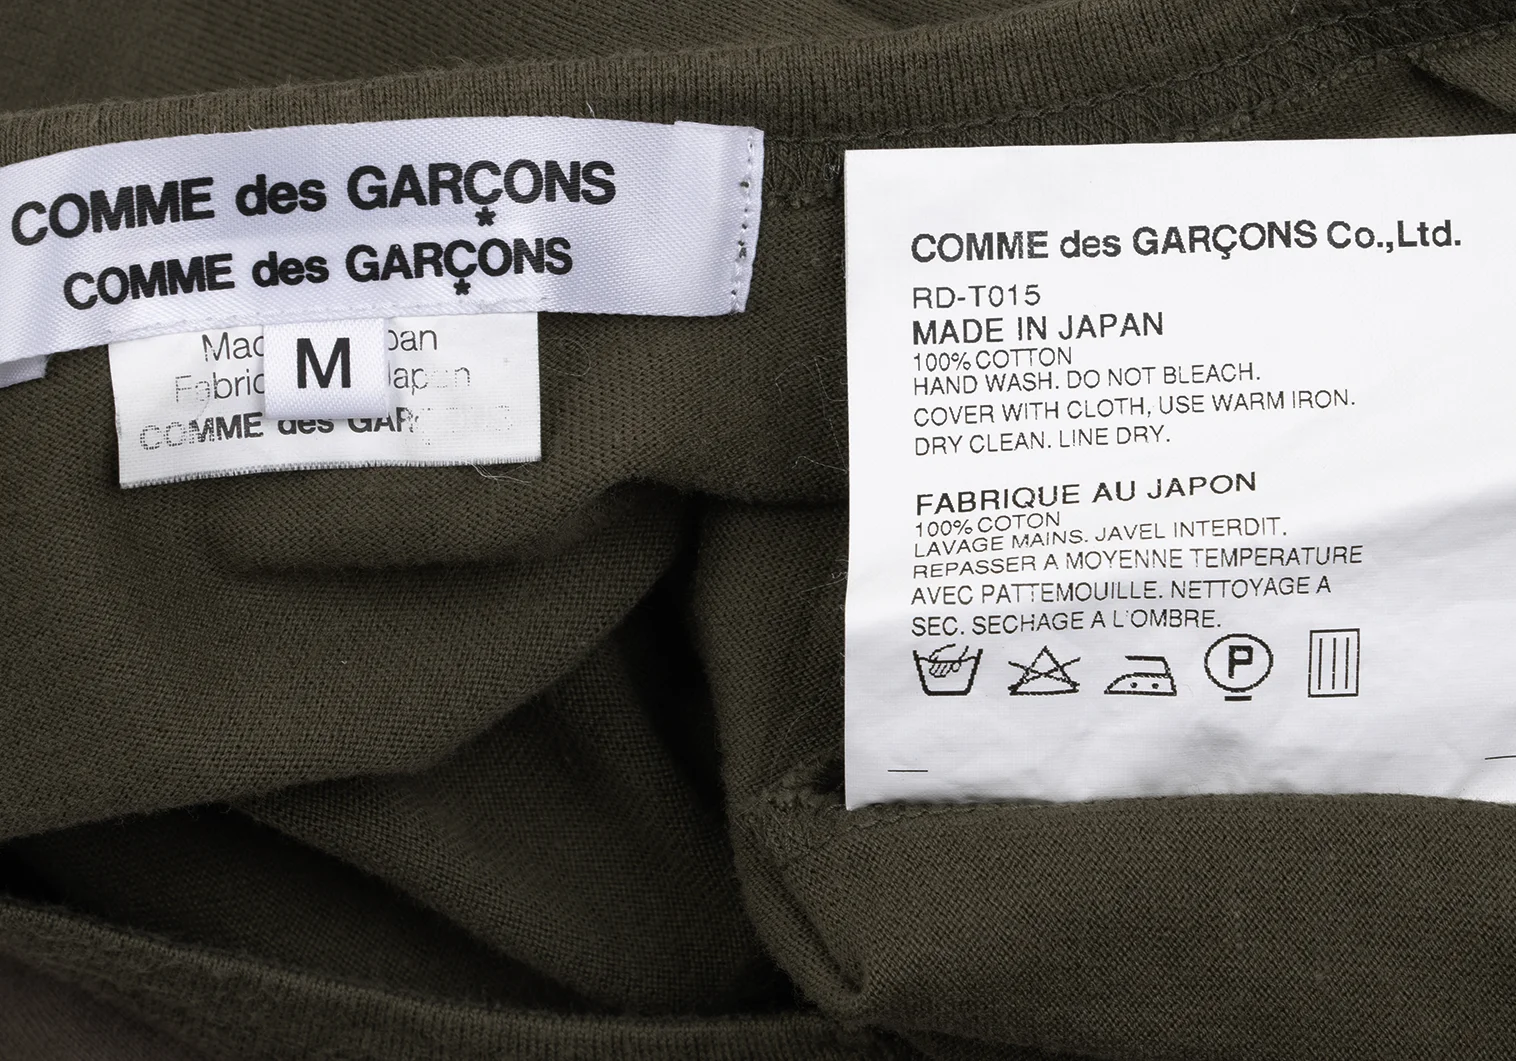 COMME des GARÇONS
COMME des GARÇONS
M
COMME des
COMME des GARÇONS Co.,Ltd.
RD-T015
MADE IN JAPAN
100% COTTON
HAND WASH. DO NOT BLEACH.
COVER WITH CLOTH, USE WARM IRON.
DRY CLEAN. LINE DRY.
FABRIQUE AU JAPON
100% COTON
LAVAGE MAINS. JAVEL INTERDIT.
REPASSER A MOYENNE TEMPERATURE
AVEC PATTEMOUILLE. NETTOYAGE A
SEC. SECHAGE A L'OMBRE.
P